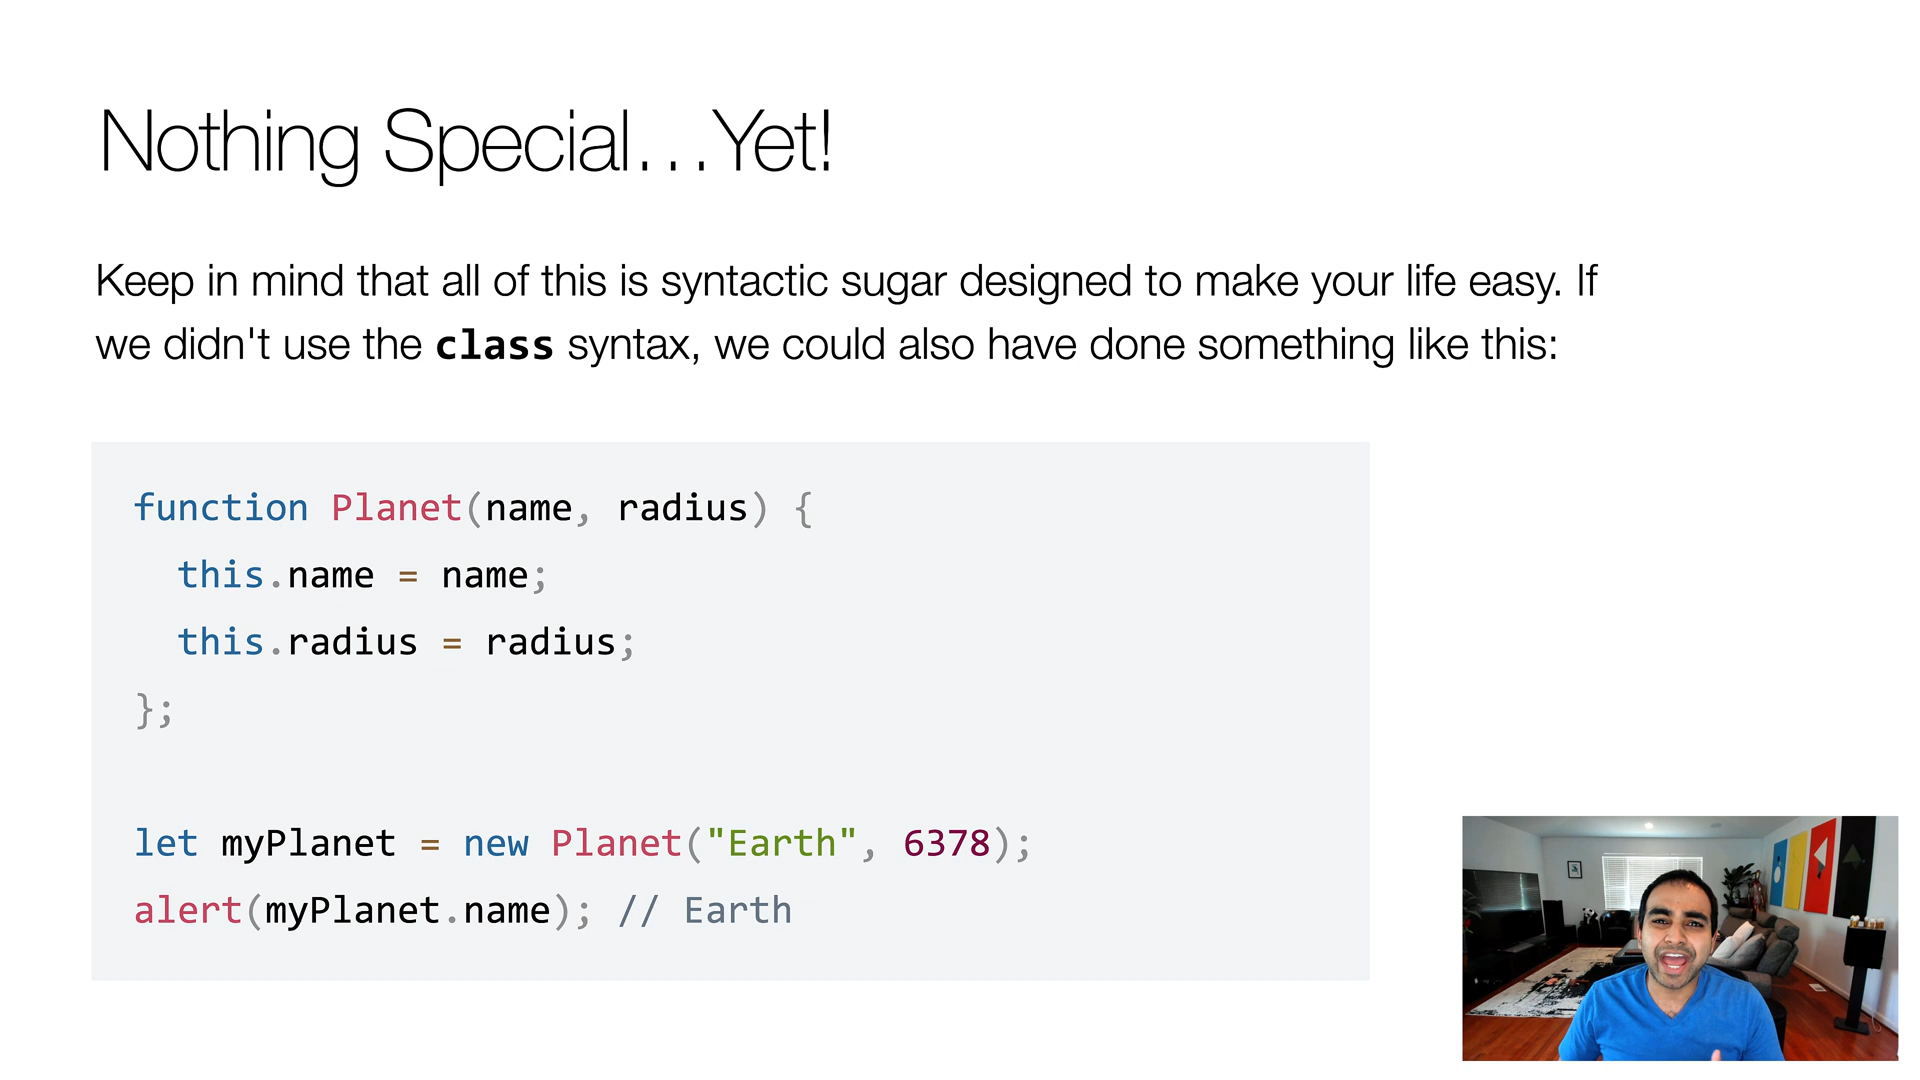 Nothing Special…Yet!
Keep in mind that all of this is syntactic sugar designed to make your life easy. If
we didn't use the class syntax, we could also have done something like this:
function Planet(name, radius) {
  this.name = name;
  this.radius = radius;
};
let myPlanet = new Planet("Earth", 6378);
alert(myPlanet.name); // Earth